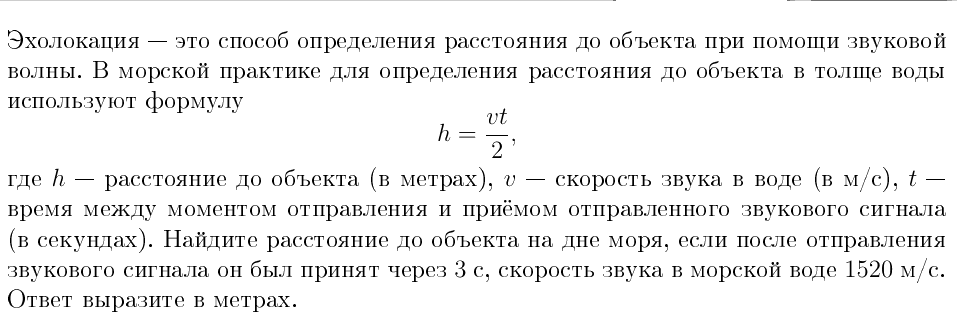 Эхолокация — это способ определения расстояния до объекта при помощи звуковой
волны. В морской практике для определения расстояния до объекта в толще воды
используют формулу
h = vt/2,
где h — расстояние до объекта (в метрах), v — скорость звука в воде (в м/с), t —
время между моментом отправления и приёмом отправленного звукового сигнала
(в секундах). Найдите расстояние до объекта на дне моря, если после отправления
звукового сигнала он был принят через 3 с, скорость звука в морской воде 1520 м/с.
Ответ выразите в метрах.